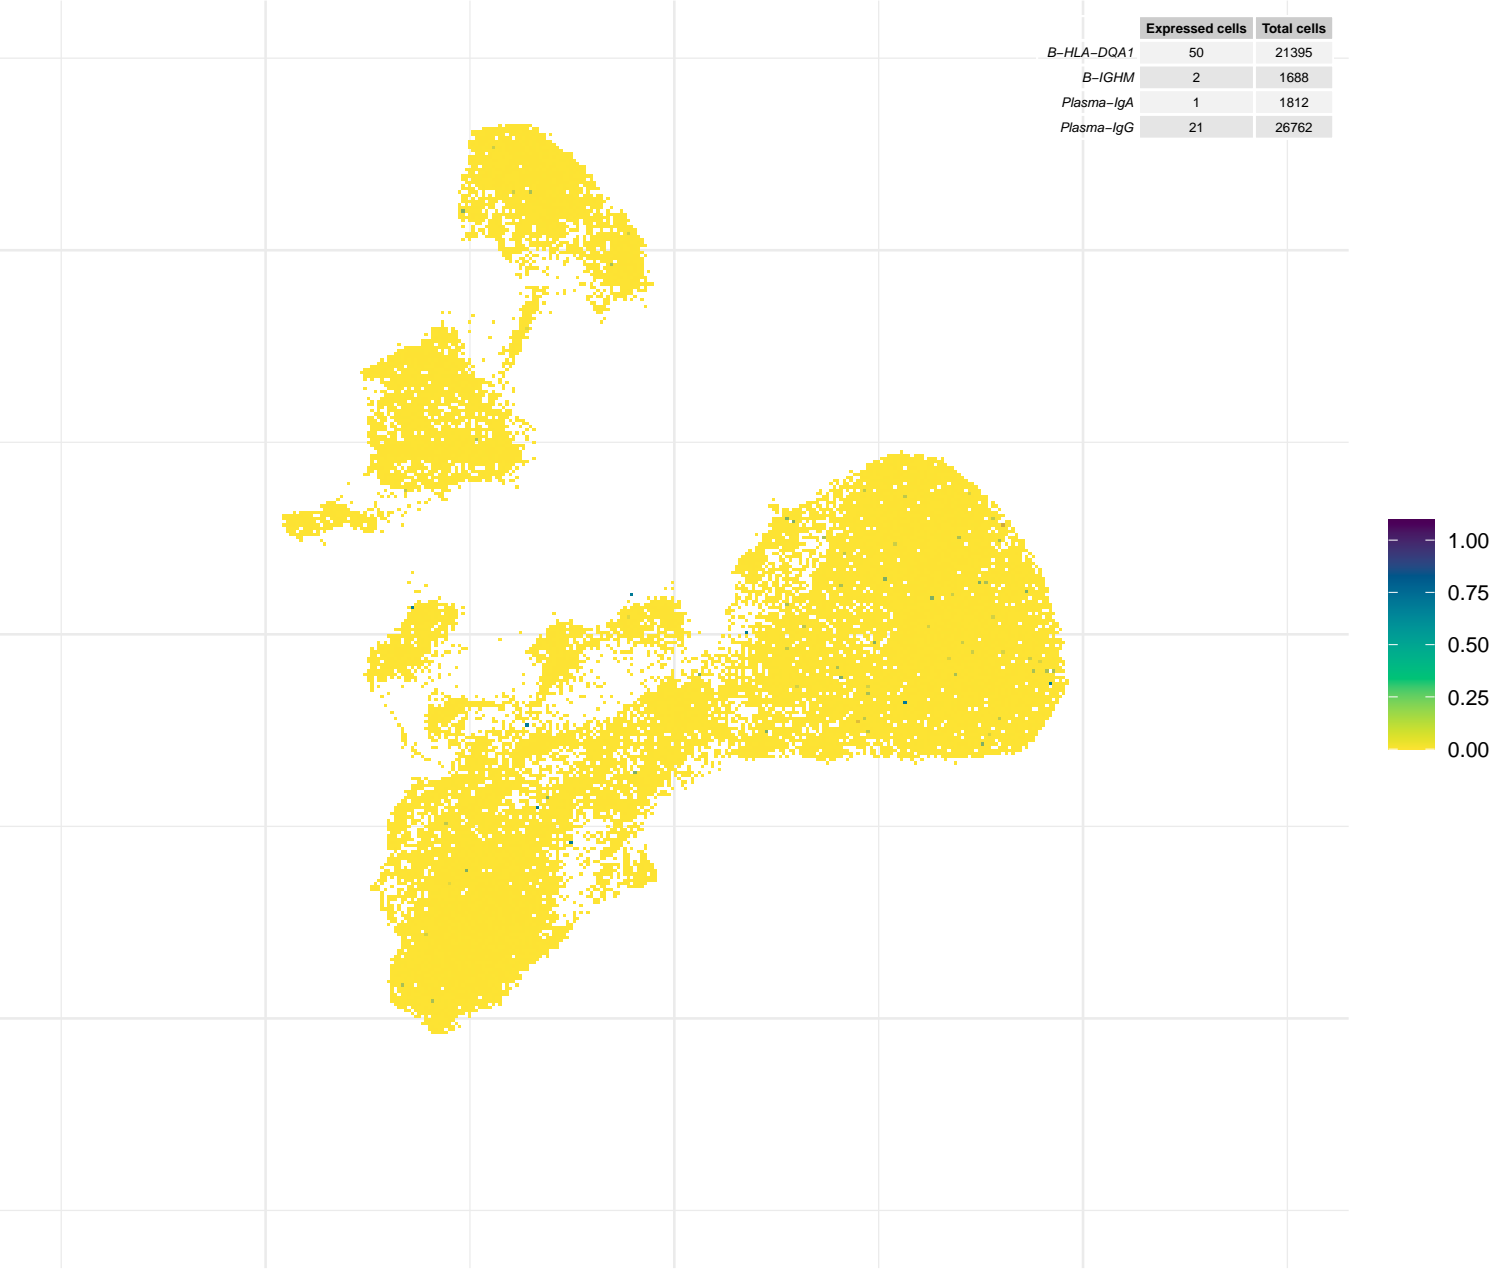 Expressed cells Total cells
B−HLA−DQA1 50 21395
B−IGHM 2 1688
Plasma−IgA 1 1812
Plasma−IgG 21 26762
1.00
0.75
0.50
0.25
0.00